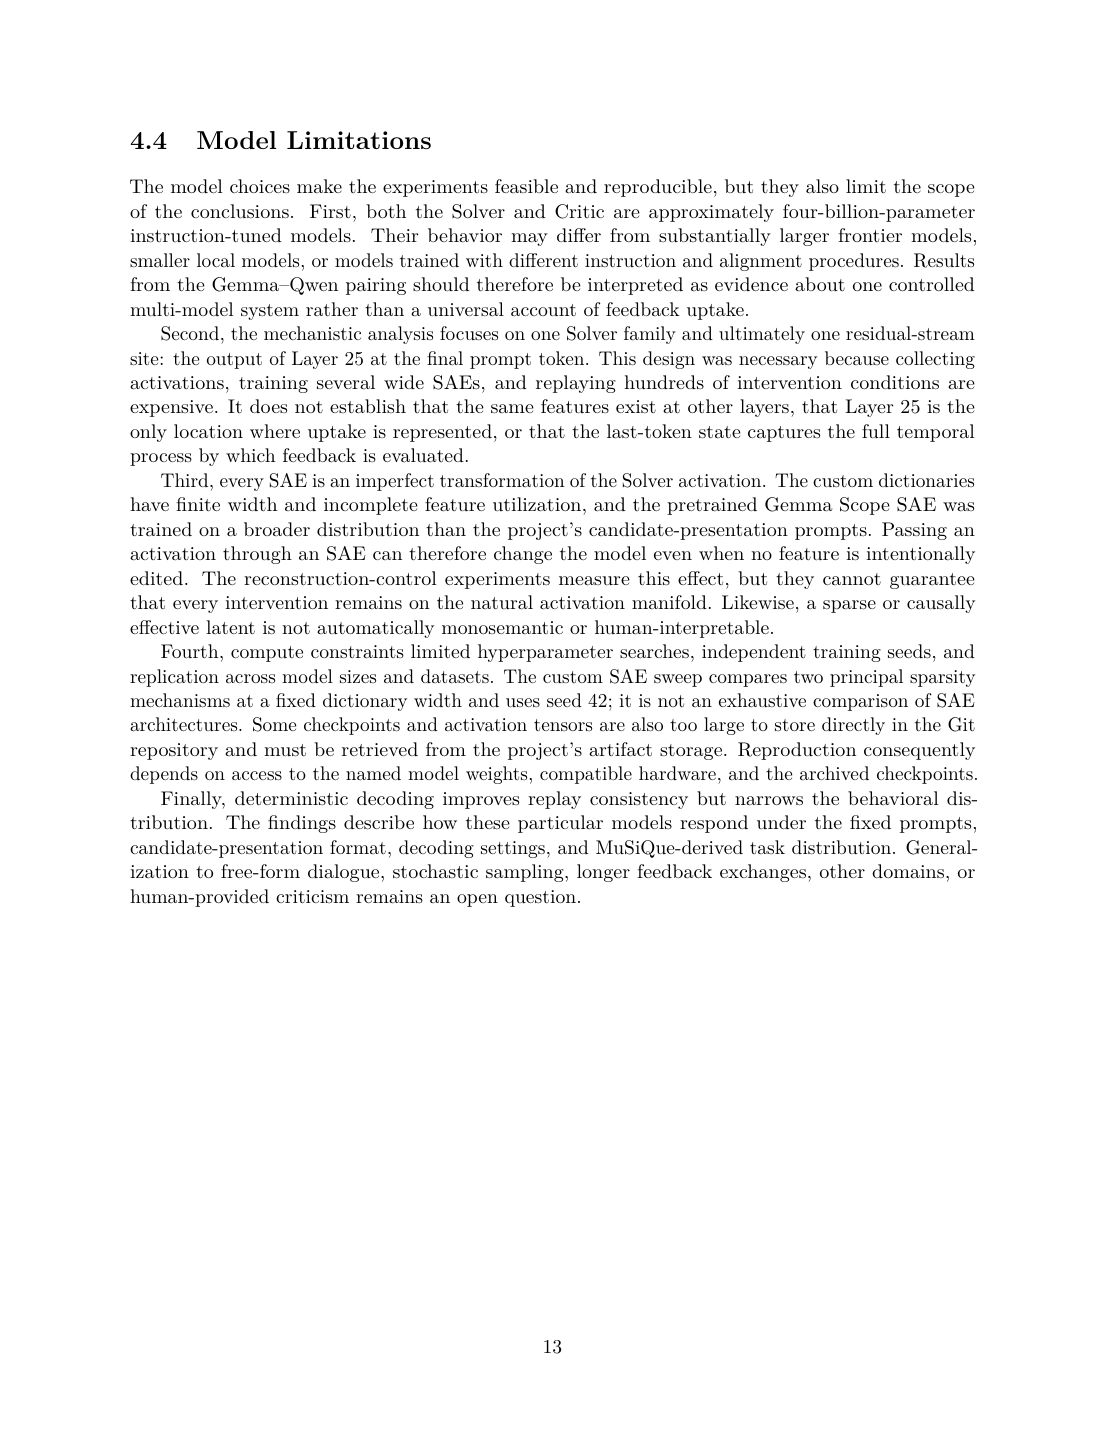 4.4 Model Limitations
The model choices make the experiments feasible and reproducible, but they also limit the scope
of the conclusions. First, both the Solver and Critic are approximately four-billion-parameter
instruction-tuned models. Their behavior may differ from substantially larger frontier models,
smaller local models, or models trained with different instruction and alignment procedures. Results
from the Gemma–Qwen pairing should therefore be interpreted as evidence about one controlled
multi-model system rather than a universal account of feedback uptake.
Second, the mechanistic analysis focuses on one Solver family and ultimately one residual-stream
site: the output of Layer 25 at the final prompt token. This design was necessary because collecting
activations, training several wide SAEs, and replaying hundreds of intervention conditions are
expensive. It does not establish that the same features exist at other layers, that Layer 25 is the
only location where uptake is represented, or that the last-token state captures the full temporal
process by which feedback is evaluated.
Third, every SAE is an imperfect transformation of the Solver activation. The custom dictionaries
have finite width and incomplete feature utilization, and the pretrained Gemma Scope SAE was
trained on a broader distribution than the project's candidate-presentation prompts. Passing an
activation through an SAE can therefore change the model even when no feature is intentionally
edited. The reconstruction-control experiments measure this effect, but they cannot guarantee
that every intervention remains on the natural activation manifold. Likewise, a sparse or causally
effective latent is not automatically monosemantic or human-interpretable.
Fourth, compute constraints limited hyperparameter searches, independent training seeds, and
replication across model sizes and datasets. The custom SAE sweep compares two principal sparsity
mechanisms at a fixed dictionary width and uses seed 42; it is not an exhaustive comparison of SAE
architectures. Some checkpoints and activation tensors are also too large to store directly in the Git
repository and must be retrieved from the project's artifact storage. Reproduction consequently
depends on access to the named model weights, compatible hardware, and the archived checkpoints.
Finally, deterministic decoding improves replay consistency but narrows the behavioral dis-
tribution. The findings describe how these particular models respond under the fixed prompts,
candidate-presentation format, decoding settings, and MuSiQue-derived task distribution. General-
ization to free-form dialogue, stochastic sampling, longer feedback exchanges, other domains, or
human-provided criticism remains an open question.
13